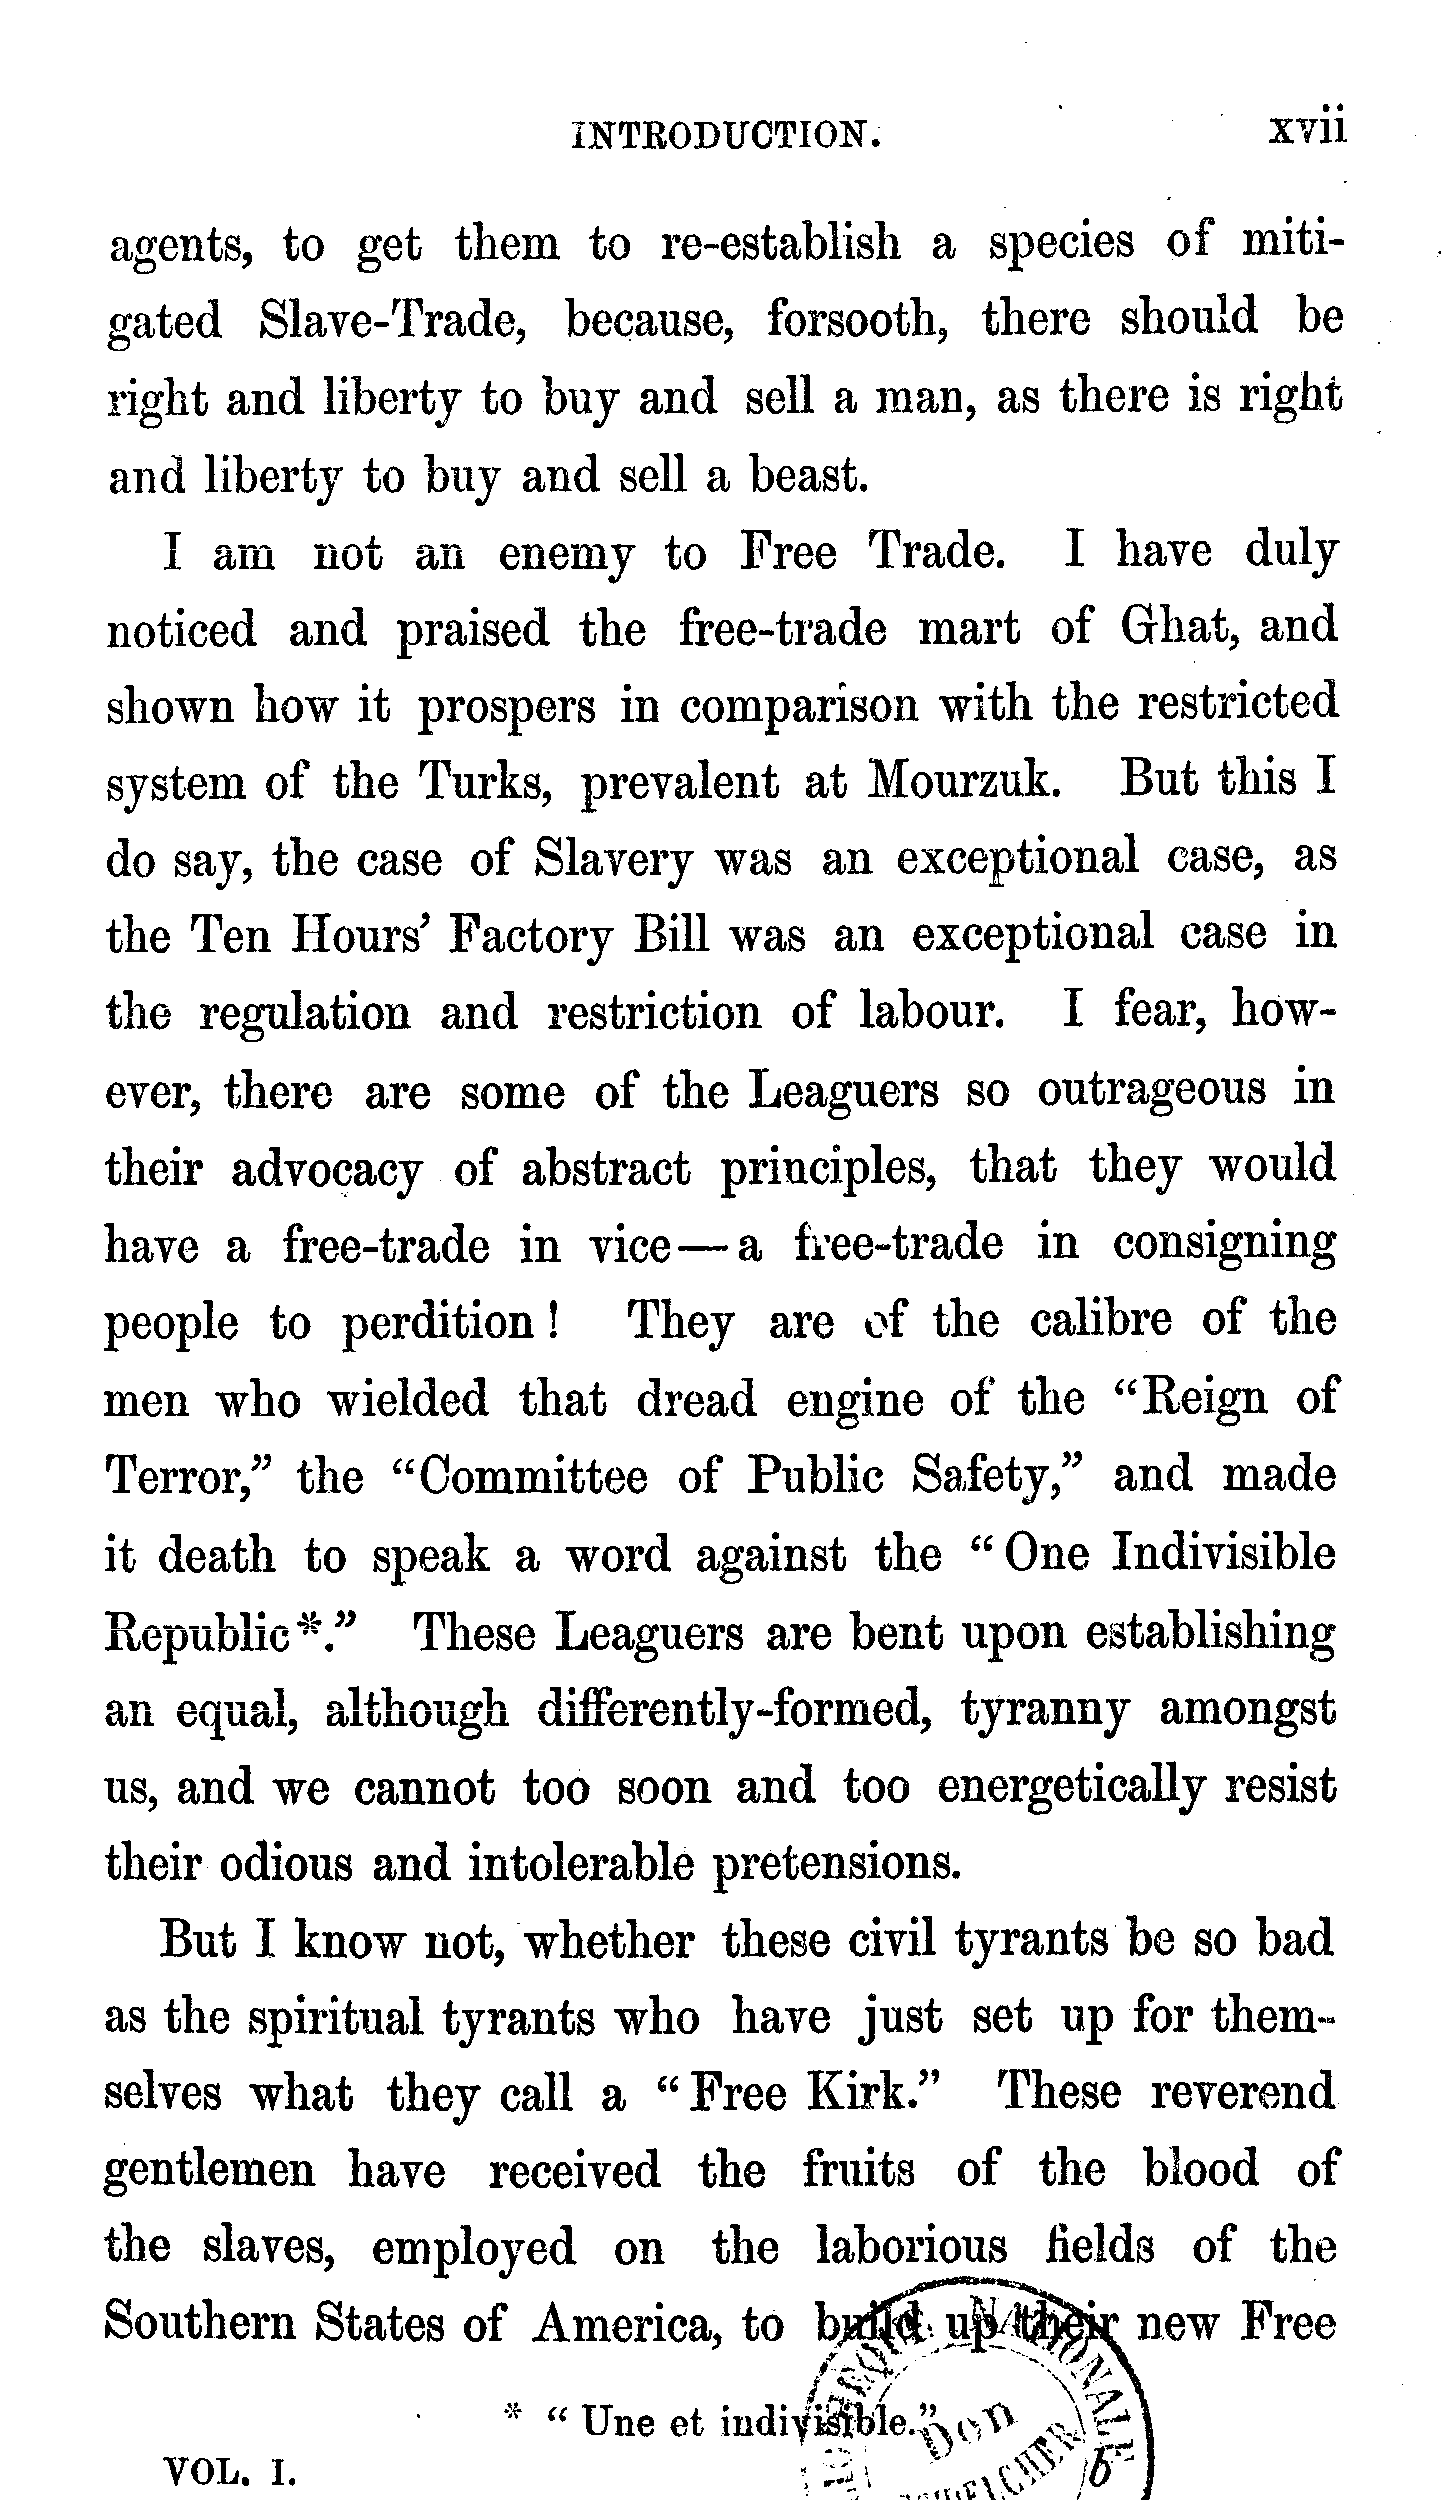 INTRODUCTION. xvii
agents, to get them to re-establish a species of miti-
gated Slave-Trade, because, forsooth, there should be
right and liberty to buy and sell a man, as there is right
and liberty to buy and sell a beast.
I am not an enemy to Free Trade. I have duly
noticed and praised the free-trade mart of Ghat, and
shown how it prospers in comparison with the restricted
system of the Turks, prevalent at Mourzuk. But this I
do say, the case of Slavery was an exceptional case, as
the Ten Hours' Factory Bill was an exceptional case in
the regulation and restriction of labour. I fear, how-
ever, there are some of the Leaguers so outrageous in
their advocacy of abstract principles, that they would
have a free-trade in vice—a free-trade in consigning
people to perdition! They are of the calibre of the
men who wielded that dread engine of the "Reign of
Terror," the "Committee of Public Safety," and made
it death to speak a word against the "One Indivisible
Republic*." These Leaguers are bent upon establishing
an equal, although differently-formed, tyranny amongst
us, and we cannot too soon and too energetically resist
their odious and intolerable pretensions.
But I know not, whether these civil tyrants be so bad
as the spiritual tyrants who have just set up for them-
selves what they call a "Free Kirk." These reverend
gentlemen have received the fruits of the blood of
the slaves, employed on the laborious fields of the
Southern States of America, to build up their new Free
* "Une et indivisible."
VOL. I. b
NATIONALE
Don